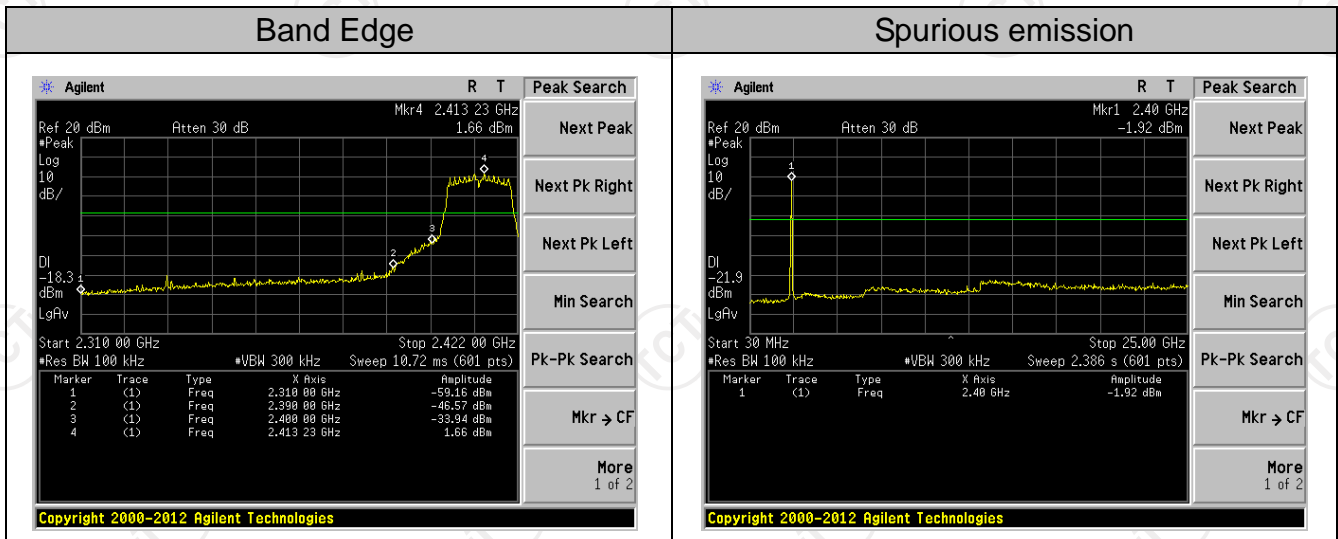 Band Edge
Agilent R T
Mkr4 2.413 23 GHz
Ref 20 dBm Atten 30 dB 1.66 dBm
#Peak
Log
10
dB/
DI
-18.3
dBm
LgAv
1
2
3
4
Start 2.310 00 GHz Stop 2.422 00 GHz
#Res BW 100 kHz #VBW 300 kHz Sweep 10.72 ms (601 pts)
Marker Trace Type X Axis Amplitude
1 (1) Freq 2.310 00 GHz -59.16 dBm
2 (1) Freq 2.390 00 GHz -46.57 dBm
3 (1) Freq 2.400 00 GHz -33.94 dBm
4 (1) Freq 2.413 23 GHz 1.66 dBm
Copyright 2000-2012 Agilent Technologies
Peak Search
Next Peak
Next Pk Right
Next Pk Left
Min Search
Pk-Pk Search
Mkr → CF
More
1 of 2
Spurious emission
Agilent R T
Mkr1 2.40 GHz
Ref 20 dBm Atten 30 dB -1.92 dBm
#Peak
Log
10
dB/
DI
-21.9
dBm
LgAv
1
Start 30 MHz Stop 25.00 GHz
#Res BW 100 kHz #VBW 300 kHz Sweep 2.386 s (601 pts)
Marker Trace Type X Axis Amplitude
1 (1) Freq 2.40 GHz -1.92 dBm
Copyright 2000-2012 Agilent Technologies
Peak Search
Next Peak
Next Pk Right
Next Pk Left
Min Search
Pk-Pk Search
Mkr → CF
More
1 of 2